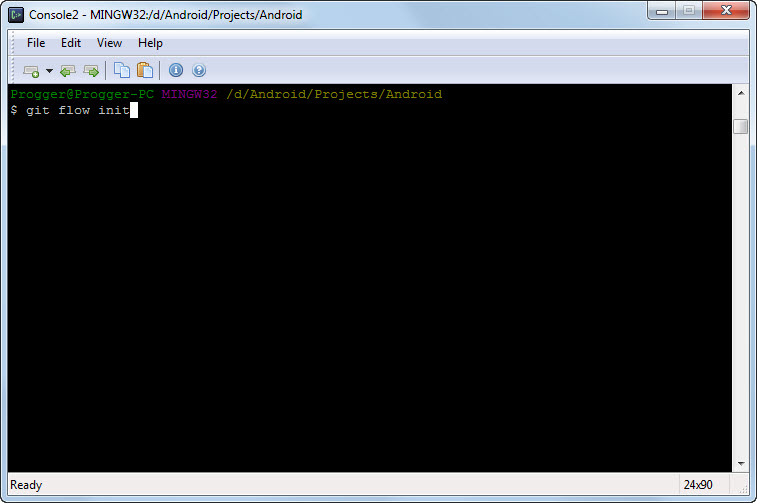 Console2 - MINGW32:/d/Android/Projects/Android
File Edit View Help
Progger@Progger-PC MINGW32 /d/Android/Projects/Android
$ git flow init
Ready 24x90